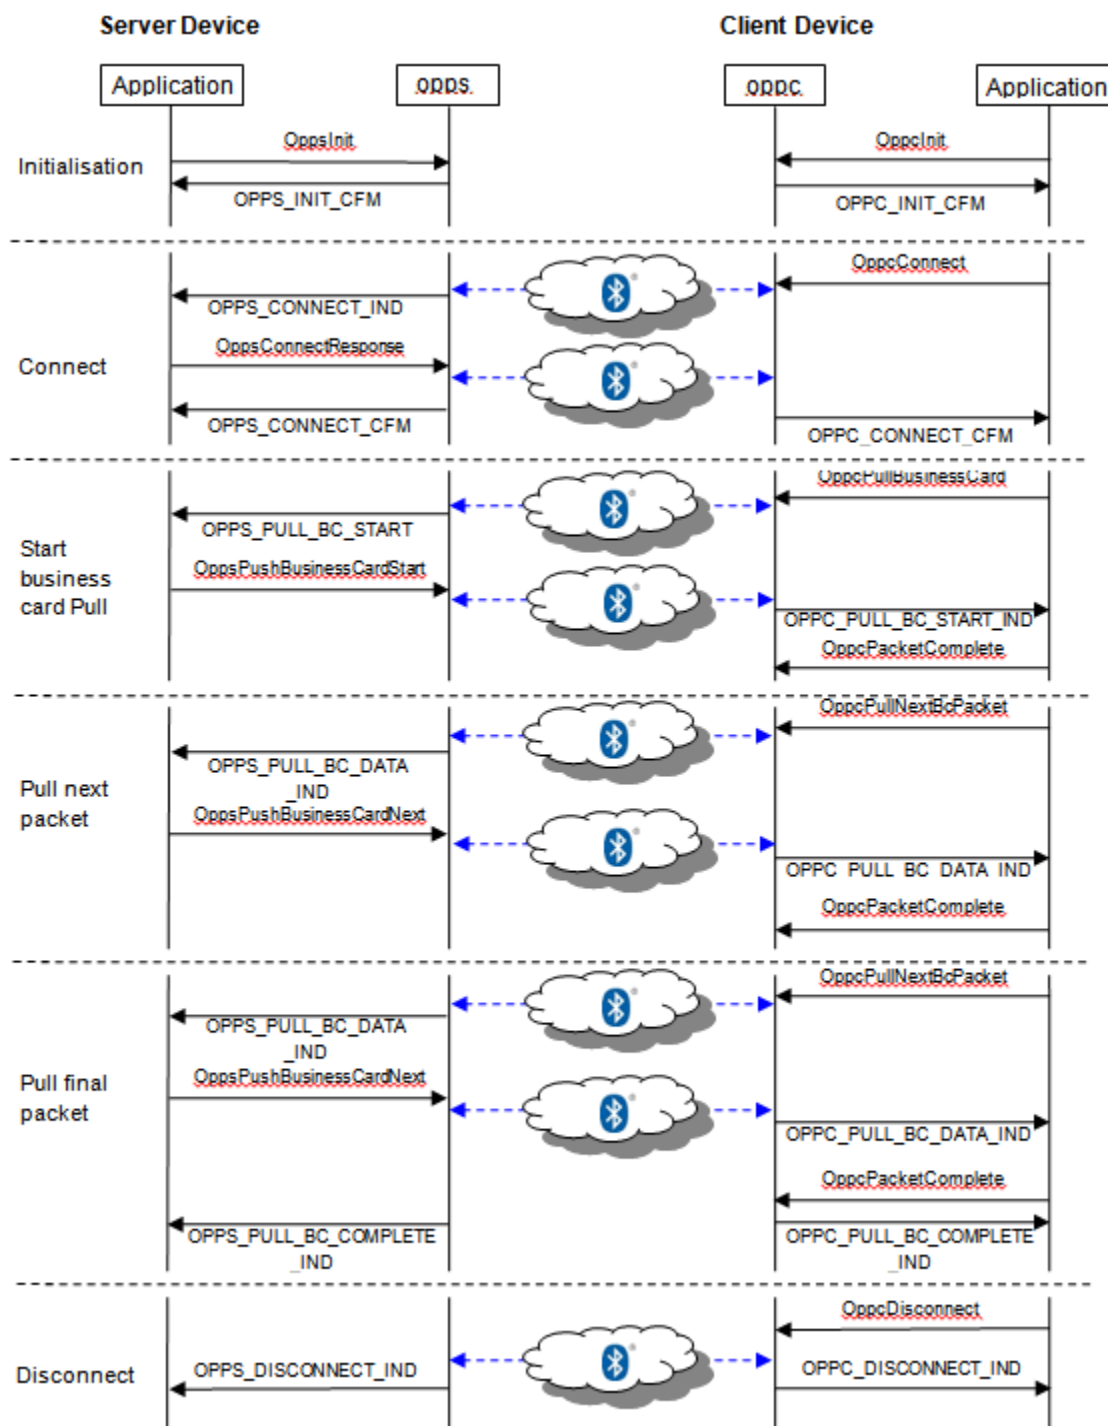 Server Device
Client Device
Application
opps
oppc
Application
Initialisation
OppsInit
OppcInit
OPPS_INIT_CFM
OPPC_INIT_CFM
OppcConnect
OPPS_CONNECT_IND
OppsConnectResponse
Connect
OPPS_CONNECT_CFM
OPPC_CONNECT_CFM
OppcPullBusinessCard
OPPS_PULL_BC_START
Start
business
card Pull
OppsPushBusinessCardStart
OPPC_PULL_BC_START_IND
OppcPacketComplete
OppcPullNextBcPacket
OPPS_PULL_BC_DATA
_IND
Pull next
packet
OppsPushBusinessCardNext
OPPC_PULL_BC_DATA_IND
OppcPacketComplete
OppcPullNextBcPacket
OPPS_PULL_BC_DATA
_IND
Pull final
packet
OppsPushBusinessCardNext
OPPC_PULL_BC_DATA_IND
OppcPacketComplete
OPPS_PULL_BC_COMPLETE
_IND
OPPC_PULL_BC_COMPLETE
_IND
OppcDisconnect
Disconnect
OPPS_DISCONNECT_IND
OPPC_DISCONNECT_IND